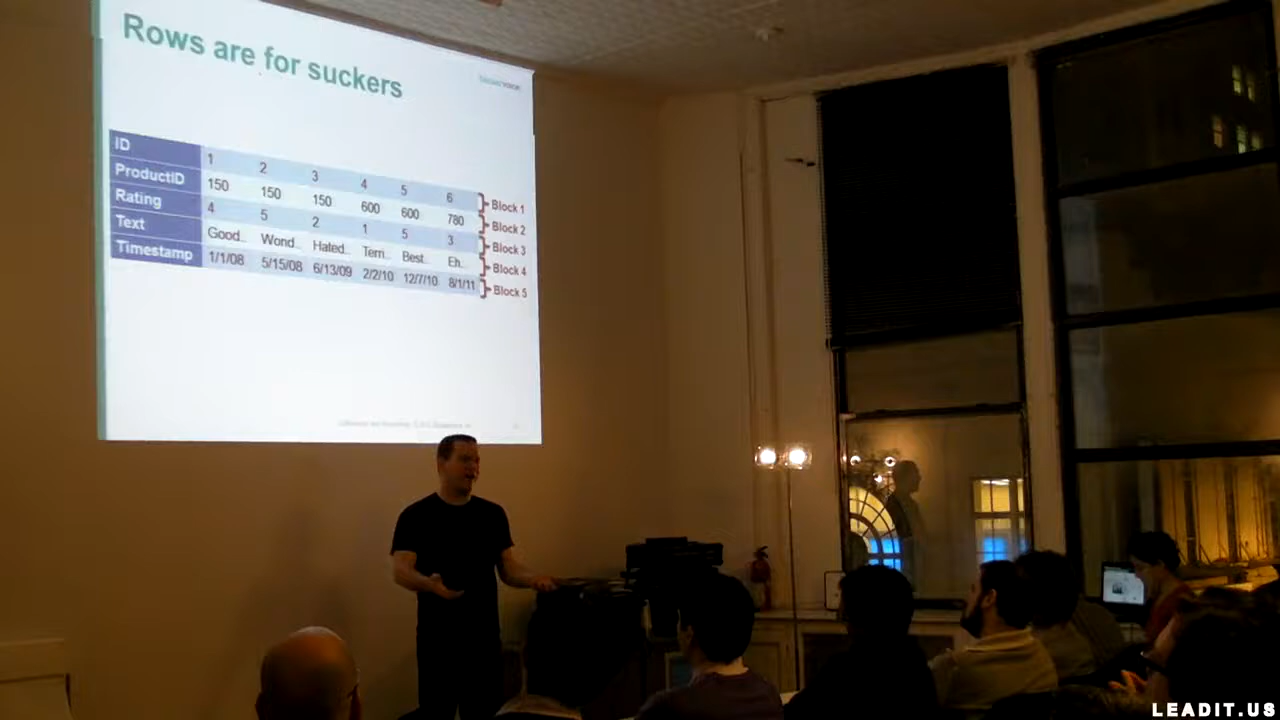 Rows are for suckers
ID 1 2 3 4 5 6 Block 1
ProductID 150 150 150 600 600 780 Block 2
Rating 4 5 2 1 5 3 Block 3
Text Good... Wond... Hated... Terri... Best... Eh... Block 4
Timestamp 1/1/08 5/15/08 6/13/09 2/2/10 12/7/10 8/1/11 Block 5
LEADIT.US